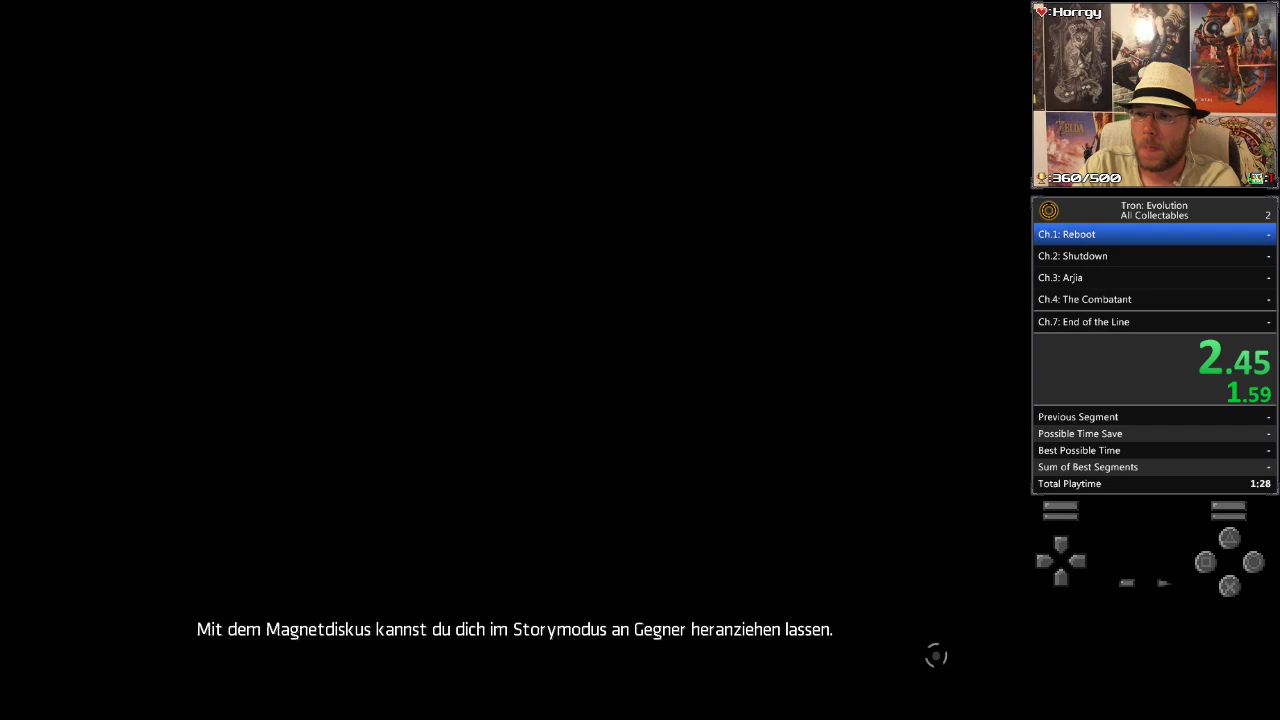 :Horrgy
ZELDA
:360/500
Tron: Evolution
All Collectables
2
Ch.1: Reboot -
Ch.2: Shutdown -
Ch.3: Arjia -
Ch.4: The Combatant -
Ch.7: End of the Line -
2.45
1.59
Previous Segment -
Possible Time Save -
Best Possible Time -
Sum of Best Segments -
Total Playtime 1:28
Mit dem Magnetdiskus kannst du dich im Storymodus an Gegner heranziehen lassen.